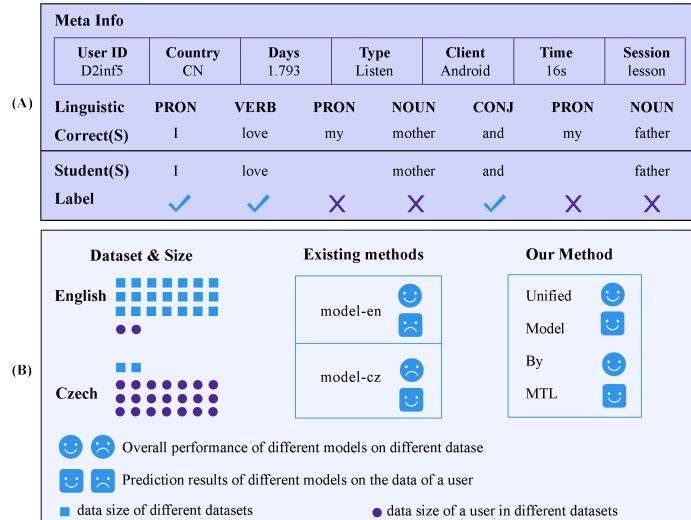 (A)
Meta Info
User ID Country Days Type Client Time Session
D2inf5 CN 1.793 Listen Android 16s lesson
Linguistic PRON VERB PRON NOUN CONJ PRON NOUN
Correct(S) I love my mother and my father
Student(S) I love mother and father
Label
(B)
Dataset & Size Existing methods Our Method
English
model-en
Unified
Model
Czech
model-cz
By
MTL
Overall performance of different models on different datase
Prediction results of different models on the data of a user
data size of different datasets data size of a user in different datasets